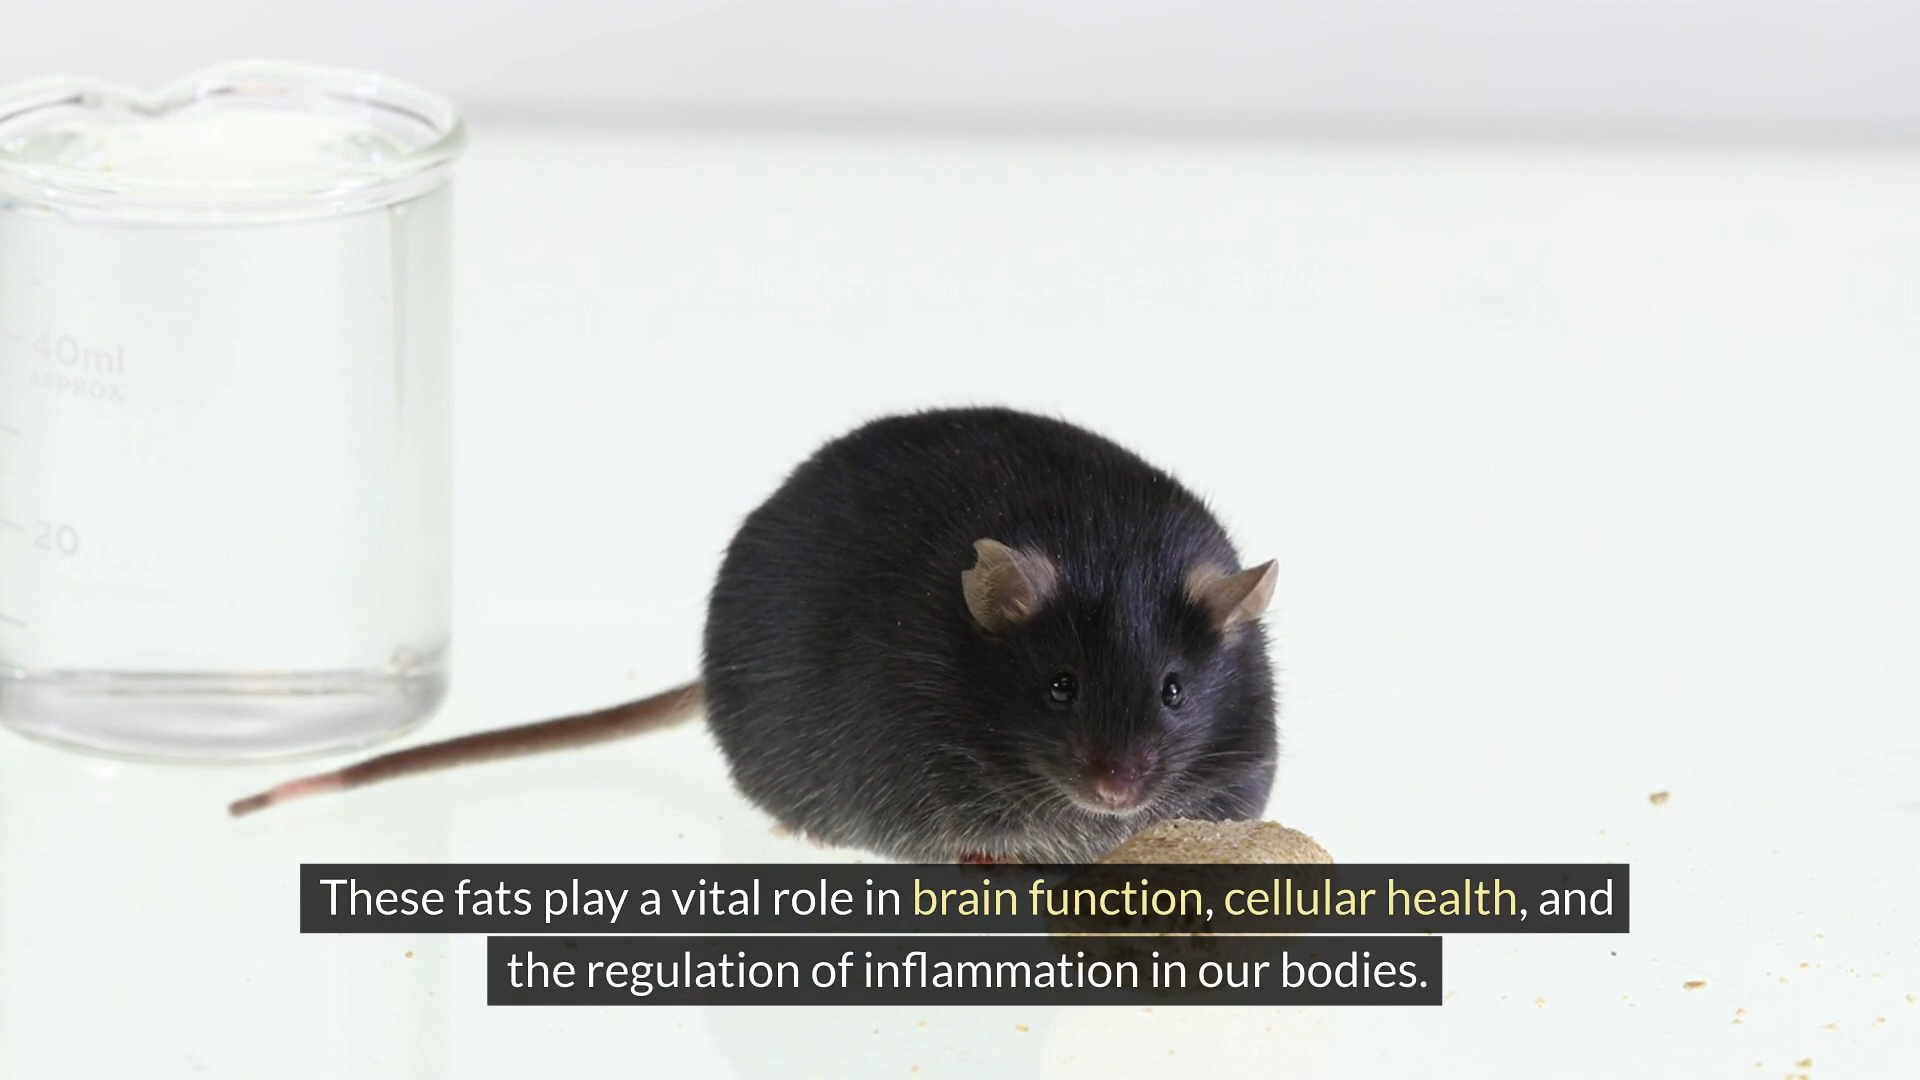 40ml
APPROX
20
These fats play a vital role in brain function, cellular health, and
the regulation of inflammation in our bodies.